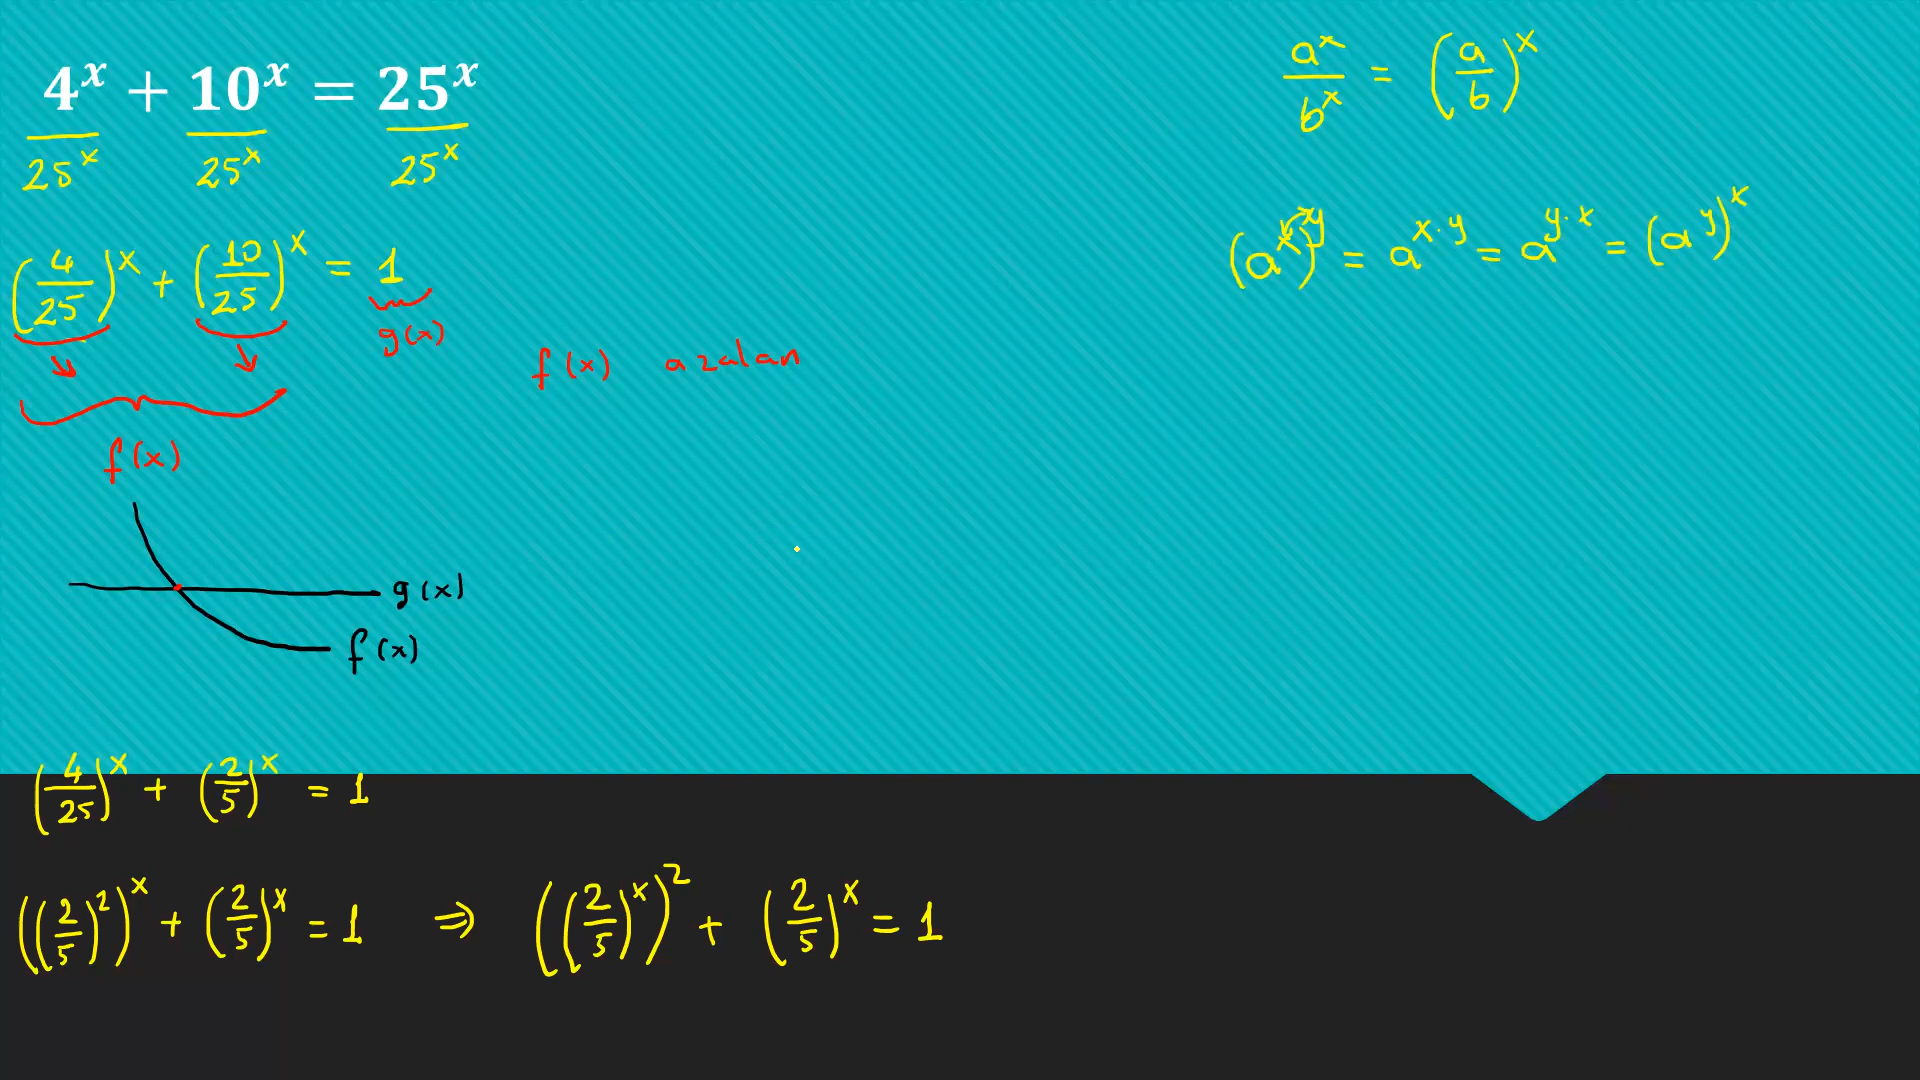 4^x + 10^x = 25^x
25^x 25^x 25^x
(4/25)^x + (10/25)^x = 1
g(x)
f(x) azalan
f(x)
g(x)
f(x)
(4/25)^x + (2/5)^x = 1
((2/5)^2)^x + (2/5)^x = 1 ⇒ ((2/5)^x)^2 + (2/5)^x = 1
a^x/b^x = (a/b)^x
(a^x)^y = a^{x·y} = a^{y·x} = (a^y)^x